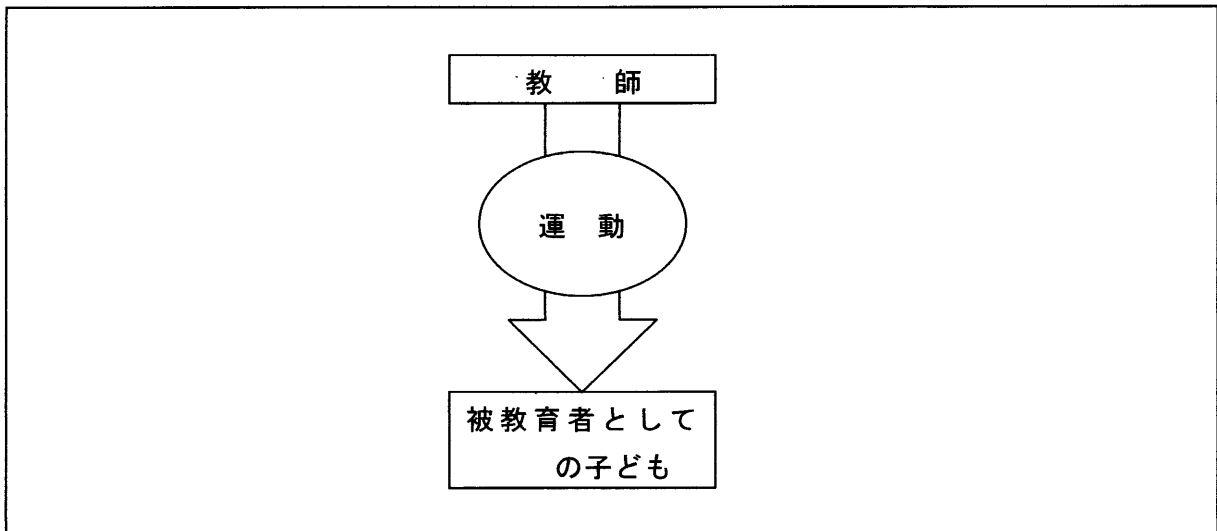 教師
運動
被教育者として
の子ども